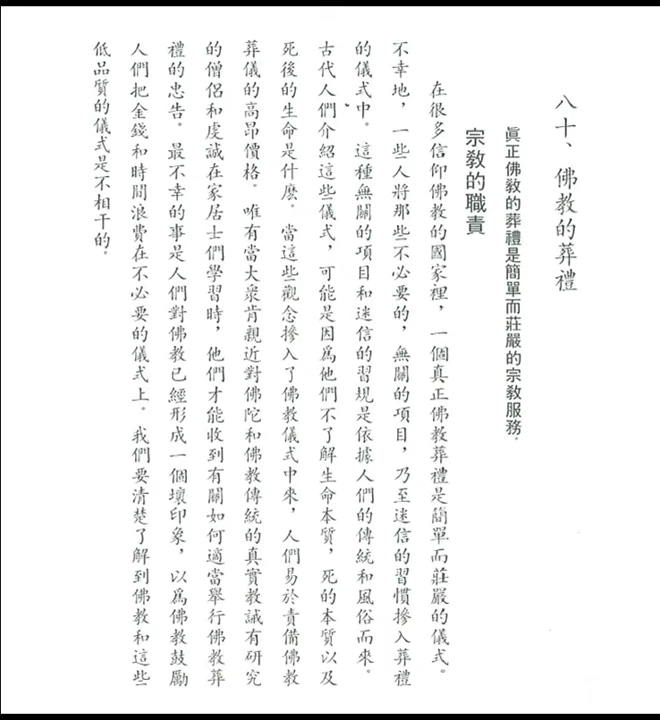 八十、佛教的葬禮
眞正佛敎的葬禮是簡單而莊嚴的宗敎服務.
宗敎的職責
在很多信仰佛教的國家裡，一個真正佛教葬禮是簡單而莊嚴的儀式。
不幸地，一些人將那些不必要的，無關的項目，乃至迷信的習慣摻入葬禮
的儀式中。這種無關的項目和迷信的習規是依據人們的傳統和風俗而來。
古代人們介紹這些儀式，可能是因爲他們不了解生命本質，死的本質以及
死後的生命是什麼。當這些觀念摻入了佛教儀式中來，人們易於責備佛教
葬儀的高昂價格。唯有當大衆肯親近對佛陀和佛教傳統的真實教誡有研究
的僧侶和虔誠在家居士們學習時，他們才能收到有關如何適當舉行佛教葬
禮的忠告。最不幸的事是人們對佛教已經形成一個壞印象，以爲佛教鼓勵
人們把金錢和時間浪費在不必要的儀式上。我們要清楚了解到佛教和這些
低品質的儀式是不相干的。